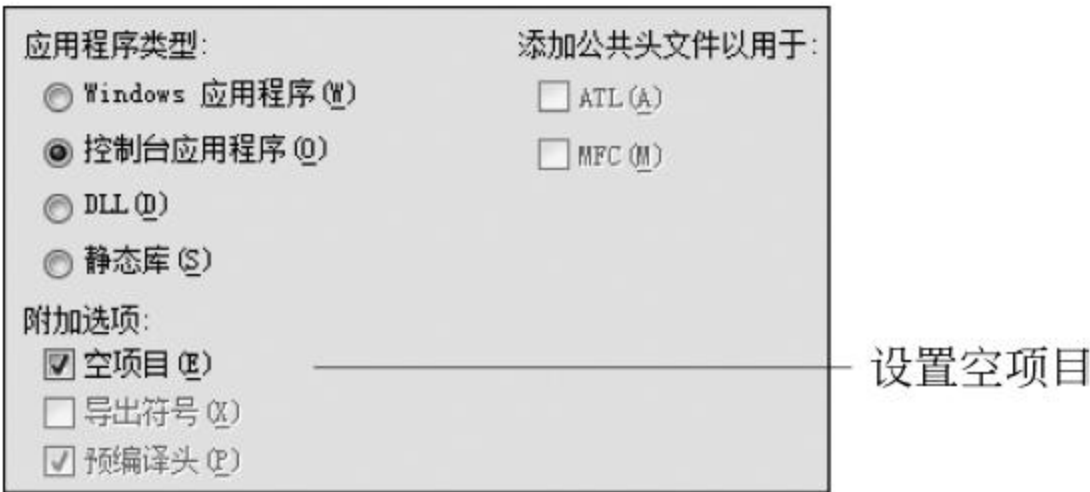 应用程序类型:
Windows 应用程序(W)
控制台应用程序(O)
DLL(D)
静态库(S)
附加选项:
空项目(E)
导出符号(X)
预编译头(P)
添加公共头文件以用于:
ATL(A)
MFC(M)
设置空项目